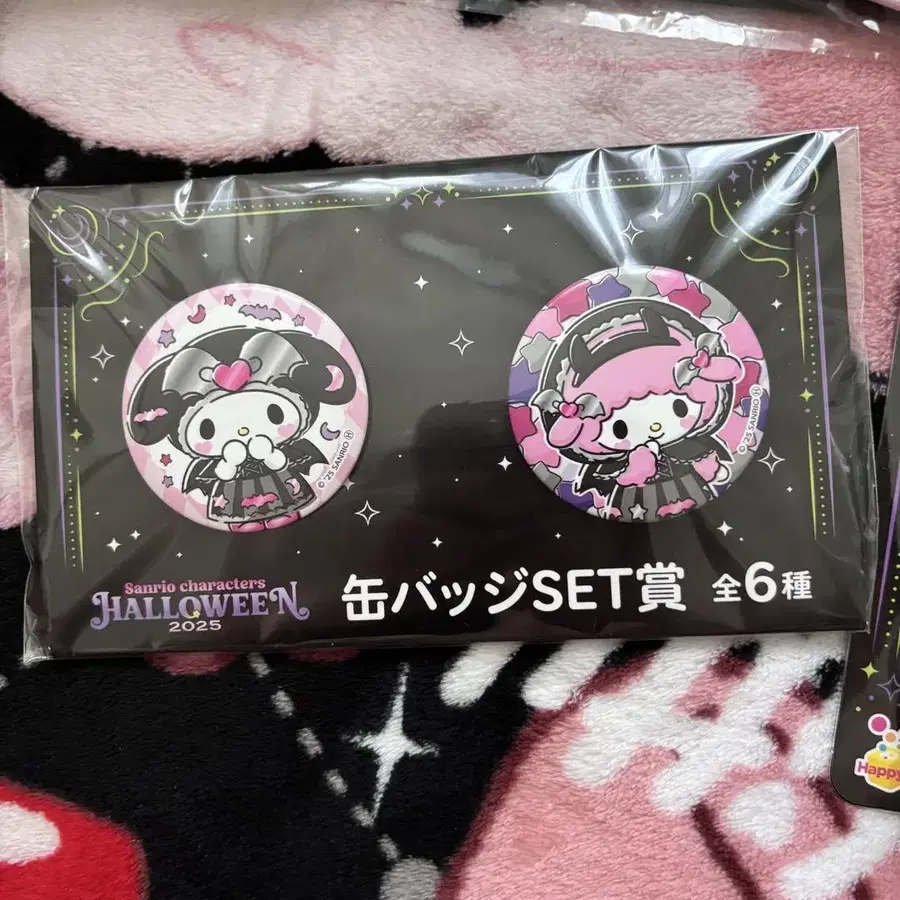 © '25 SANRIO Ⓗ
© '25 SANRIO Ⓗ
Sanrio characters
HALLOWEEN
2025
缶バッジSET賞 全6種
Happy